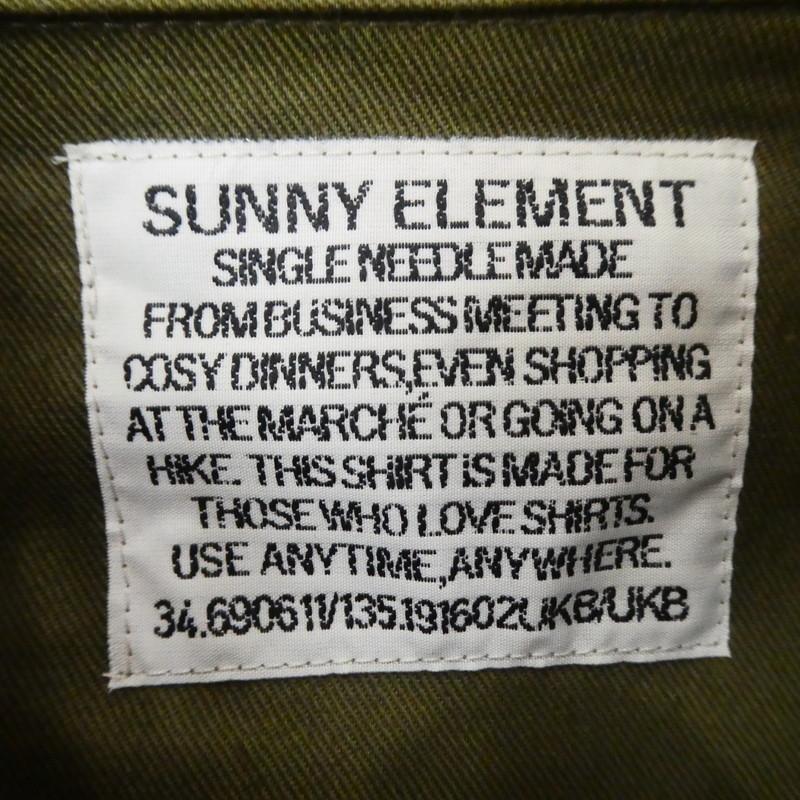 SUNNY ELEMENT
SINGLE NEEDLE MADE
FROM BUSINESS MEETING TO
COSY DINNERS,EVEN SHOPPING
AT THE MARCHÉ OR GOING ON A
HIKE. THIS SHIRT IS MADE FOR
THOSE WHO LOVE SHIRTS.
USE ANYTIME,ANYWHERE.
34.690611/135.191602UKB/UKB